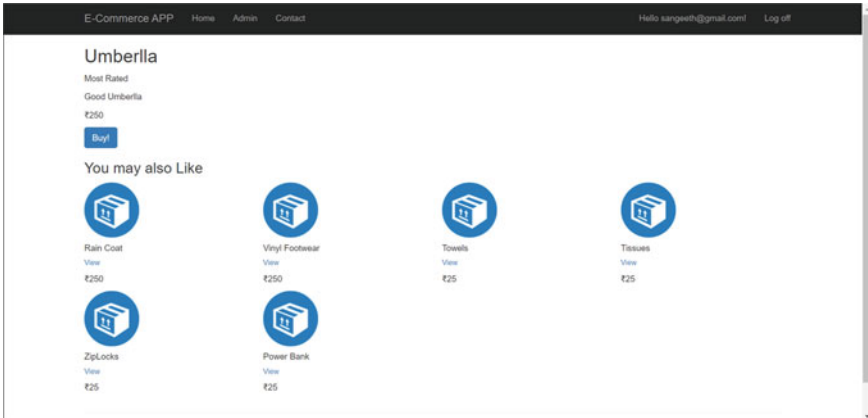 E-Commerce APP Home Admin Contact Hello sangeeth@gmail.com! Log off
Umberlla
Most Rated
Good Umberlla
₹250
Buy!
You may also Like
Rain Coat Vinyl Footwear Towels Tissues
View View View View
₹250 ₹250 ₹25 ₹25
ZipLocks Power Bank
View View
₹25 ₹25